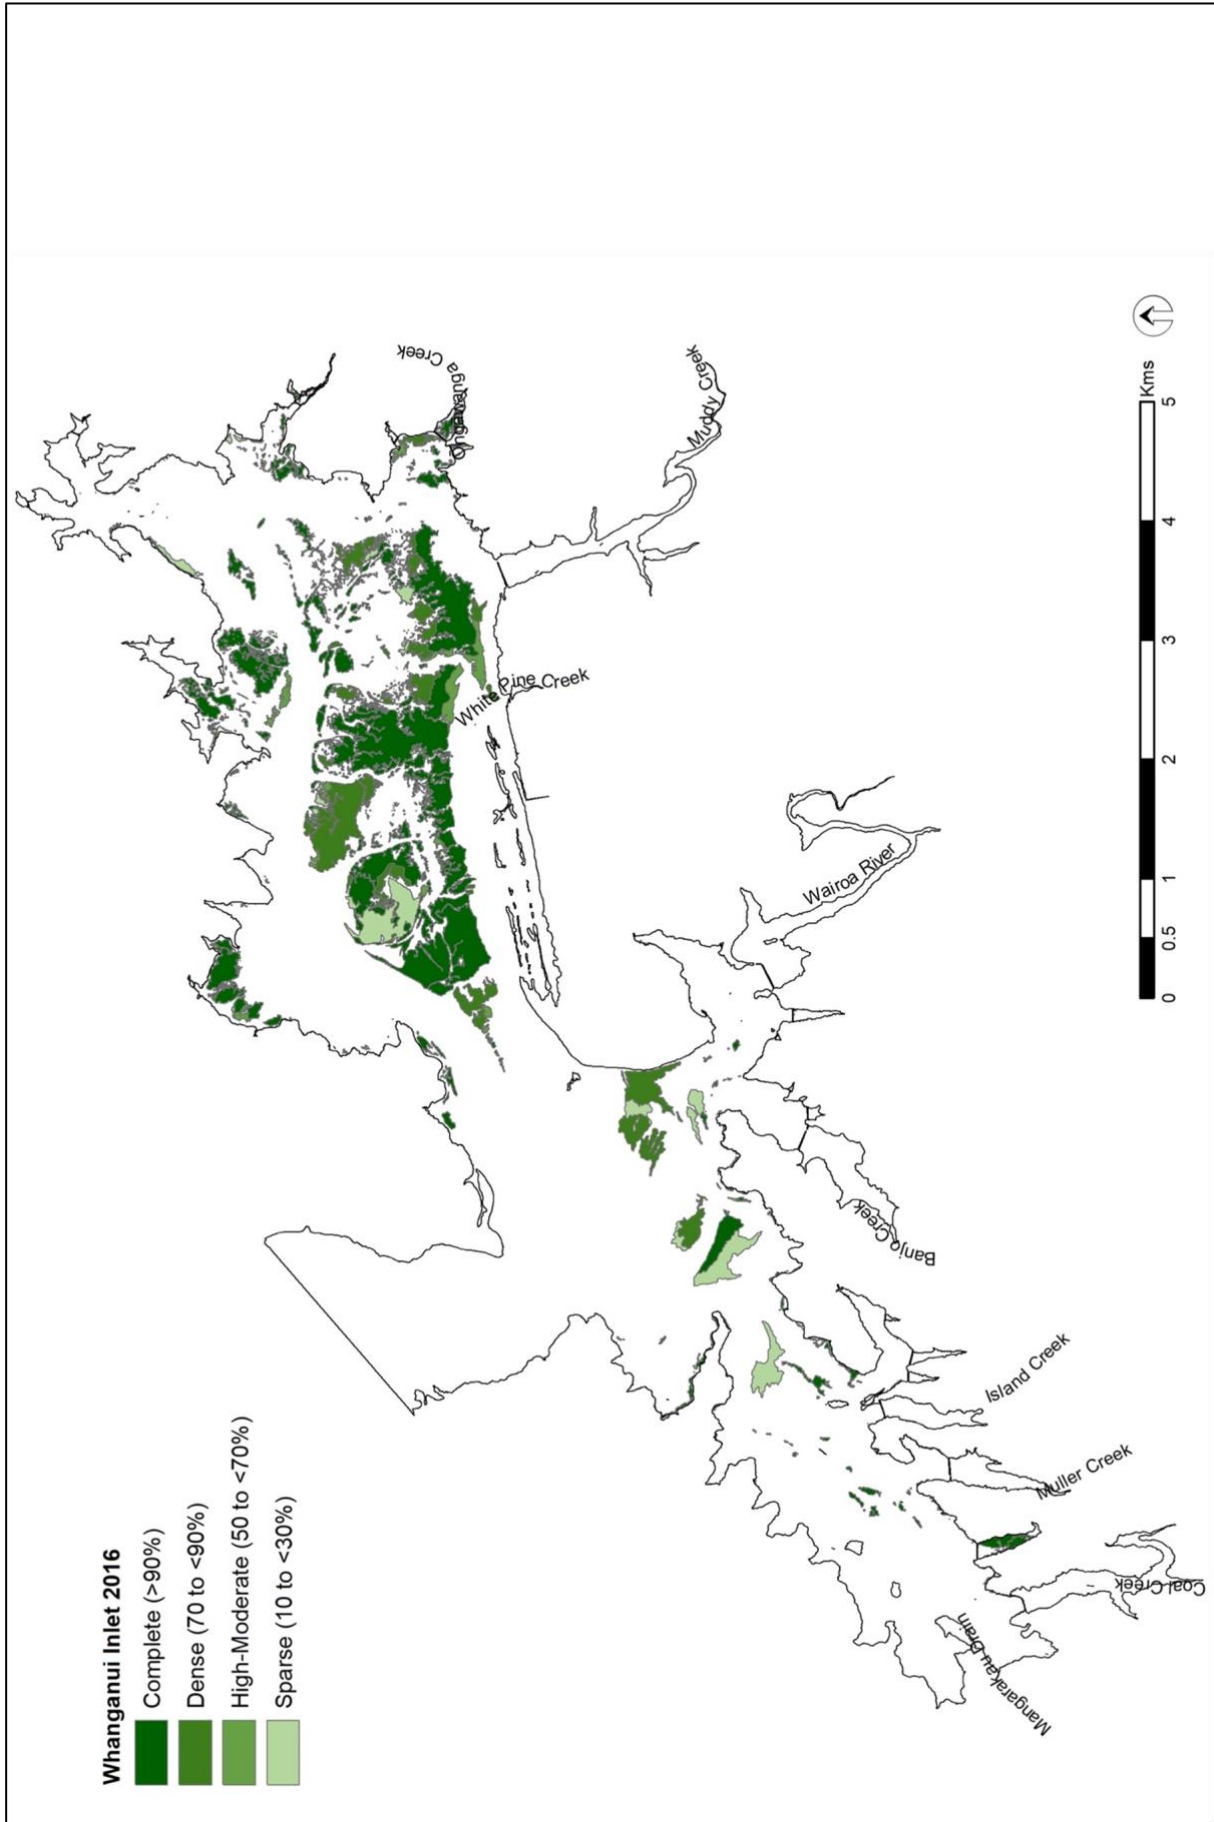 Whanganui Inlet 2016
Complete (>90%)
Dense (70 to <90%)
High-Moderate (50 to <70%)
Sparse (10 to <30%)
Ongawanga Creek
Muddy Creek
White Pine Creek
Wairoa River
Banjo Creek
Island Creek
Muller Creek
Coal Creek
Mangarakau Drain
0 0.5 1 2 3 4 5
Kms